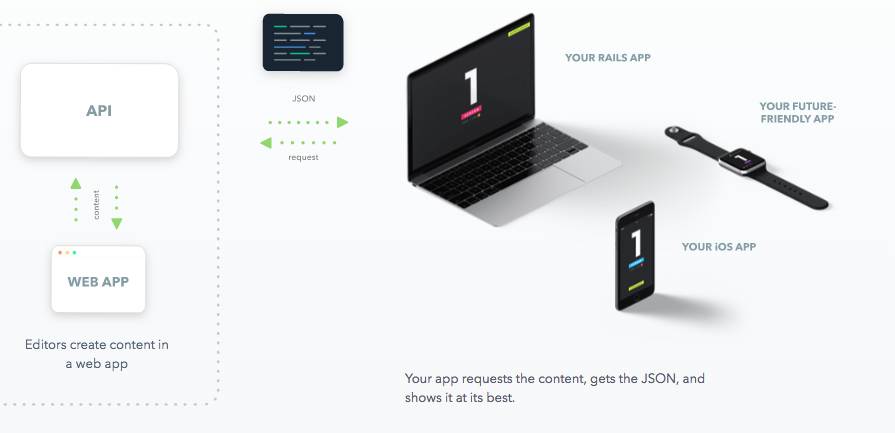 API
content
WEB APP
Editors create content in
a web app
JSON
request
YOUR RAILS APP
YOUR FUTURE-
FRIENDLY APP
YOUR iOS APP
1
1
1
Your app requests the content, gets the JSON, and
shows it at its best.